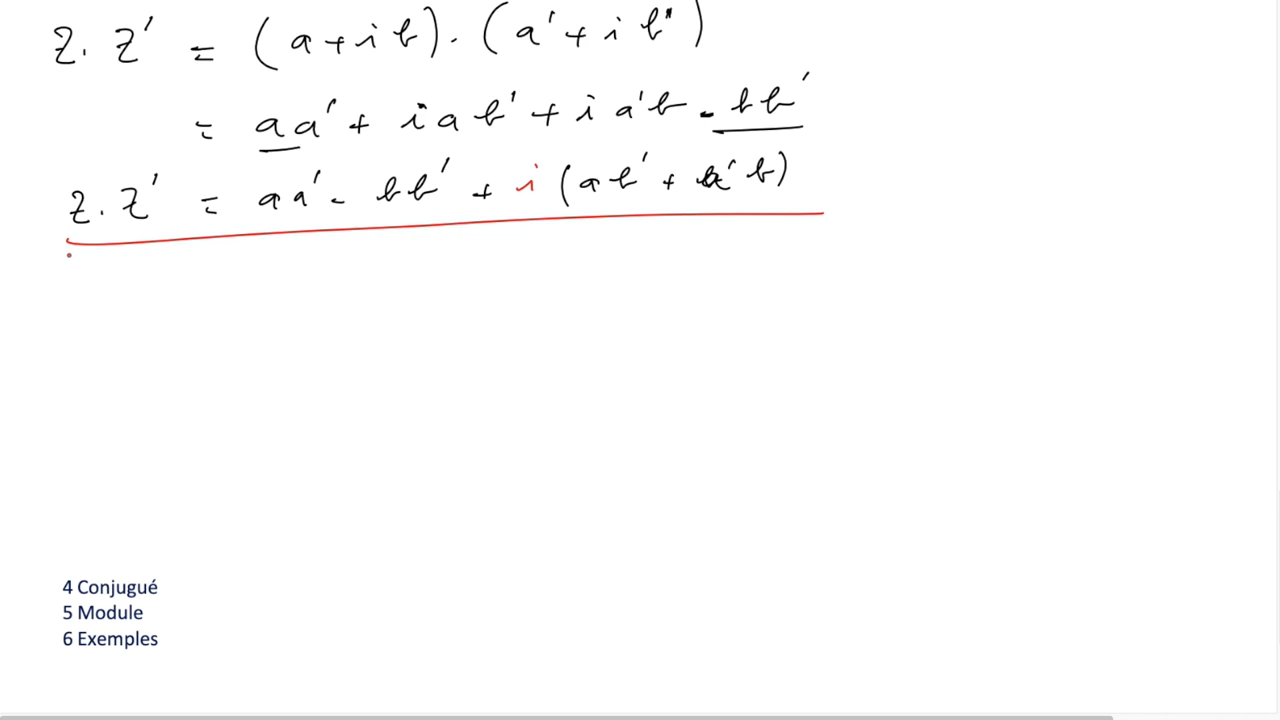 Z. Z' = (a+ib).(a'+ib')
= aa' + iab' + ia'b - bb'
Z.Z' = aa' - bb' + i(ab' + a'b)
4 Conjugué
5 Module
6 Exemples